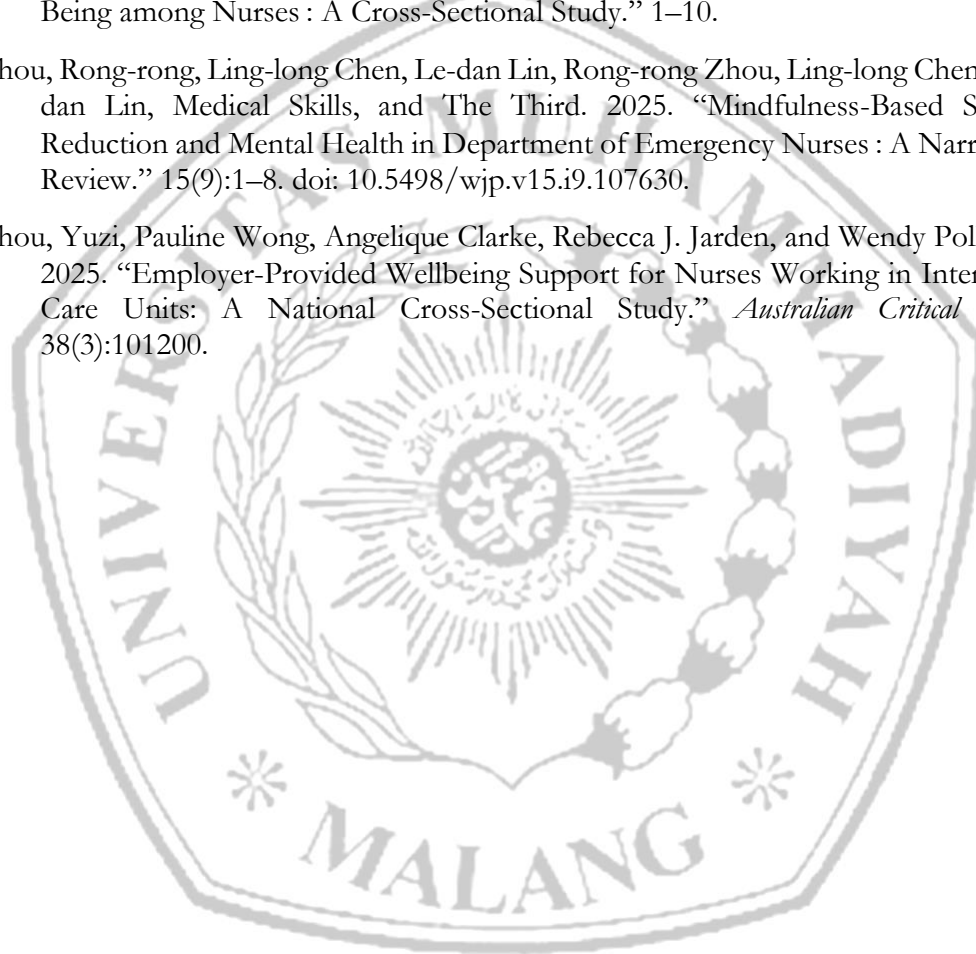 Being among Nurses : A Cross-Sectional Study.” 1–10.
hou, Rong-rong, Ling-long Chen, Le-dan Lin, Rong-rong Zhou, Ling-long Chen
dan Lin, Medical Skills, and The Third. 2025. “Mindfulness-Based S
Reduction and Mental Health in Department of Emergency Nurses : A Narr
Review.” 15(9):1–8. doi: 10.5498/wjp.v15.i9.107630.
hou, Yuzi, Pauline Wong, Angelique Clarke, Rebecca J. Jarden, and Wendy Pol
2025. “Employer-Provided Wellbeing Support for Nurses Working in Inter
Care Units: A National Cross-Sectional Study.” Australian Critical
38(3):101200.
UNIVERSITAS MUHAMMADIYAH
MALANG